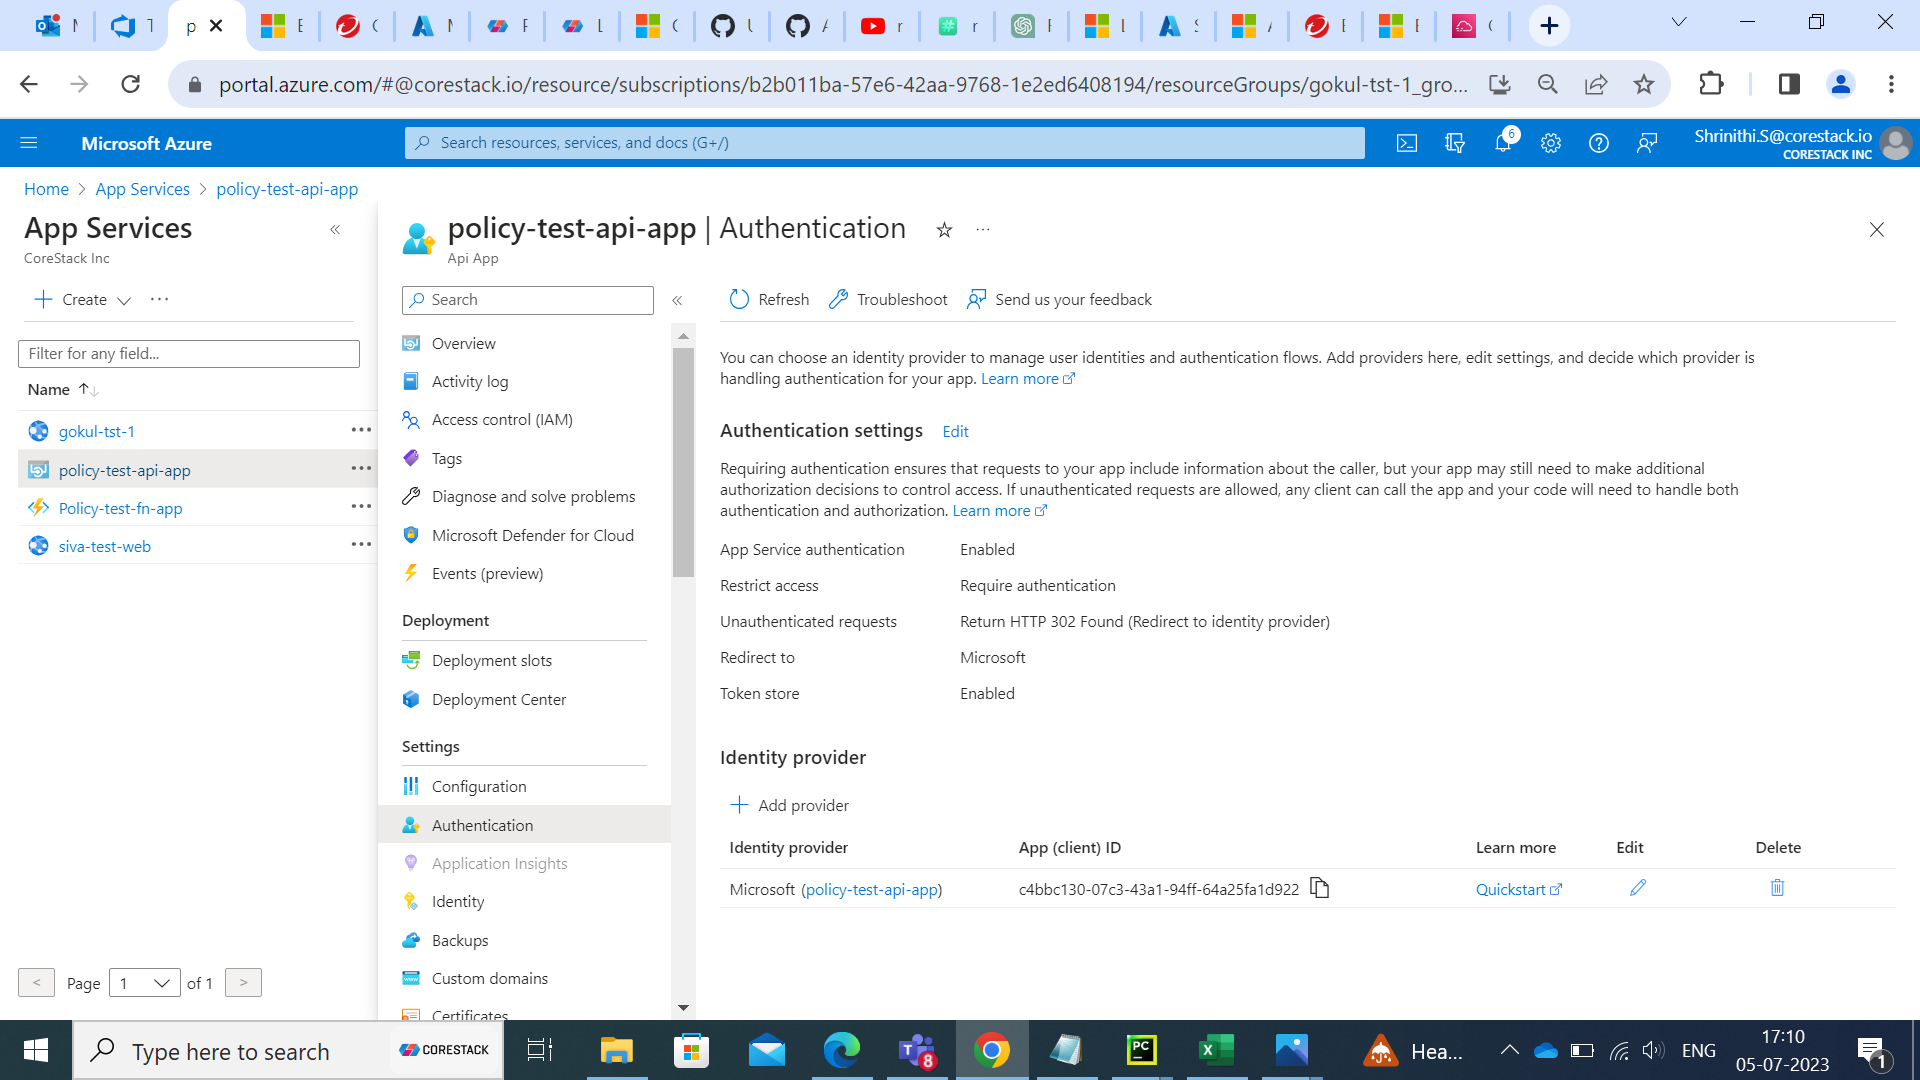 N
T
p
E
C
M
F
L
C
U
A
r
r
F
L
S
A
E
E
C
portal.azure.com/#@corestack.io/resource/subscriptions/b2b011ba-57e6-42aa-9768-1e2ed6408194/resourceGroups/gokul-tst-1_gro...
Microsoft Azure
Search resources, services, and docs (G+/)
6
Shrinithi.S@corestack.io
CORESTACK INC
Home > App Services > policy-test-api-app
App Services
CoreStack Inc
Create
Filter for any field...
Name
gokul-tst-1
policy-test-api-app
Policy-test-fn-app
siva-test-web
< Page 1 of 1 >
policy-test-api-app | Authentication
Api App
Search
Overview
Activity log
Access control (IAM)
Tags
Diagnose and solve problems
Microsoft Defender for Cloud
Events (preview)
Deployment
Deployment slots
Deployment Center
Settings
Configuration
Authentication
Application Insights
Identity
Backups
Custom domains
Certificates
Refresh
Troubleshoot
Send us your feedback
You can choose an identity provider to manage user identities and authentication flows. Add providers here, edit settings, and decide which provider is
handling authentication for your app. Learn more
Authentication settings Edit
Requiring authentication ensures that requests to your app include information about the caller, but your app may still need to make additional
authorization decisions to control access. If unauthenticated requests are allowed, any client can call the app and your code will need to handle both
authentication and authorization. Learn more
App Service authentication Enabled
Restrict access Require authentication
Unauthenticated requests Return HTTP 302 Found (Redirect to identity provider)
Redirect to Microsoft
Token store Enabled
Identity provider
Add provider
Identity provider App (client) ID Learn more Edit Delete
Microsoft (policy-test-api-app) c4bbc130-07c3-43a1-94ff-64a25fa1d922 Quickstart
Type here to search
CORESTACK
8
PC
Hea...
ENG
17:10
05-07-2023
1